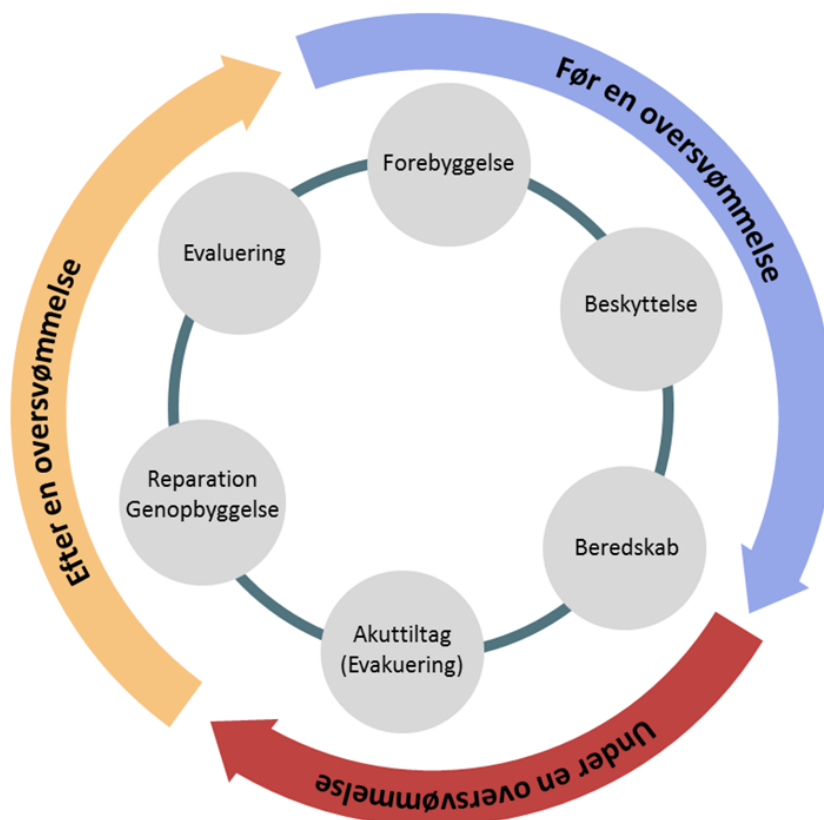 Før en oversvømmelse
Forebyggelse
Beskyttelse
Beredskab
Under en oversvømmelse
Akuttiltag
(Evakuering)
Efter en oversvømmelse
Reparation
Genopbyggelse
Evaluering